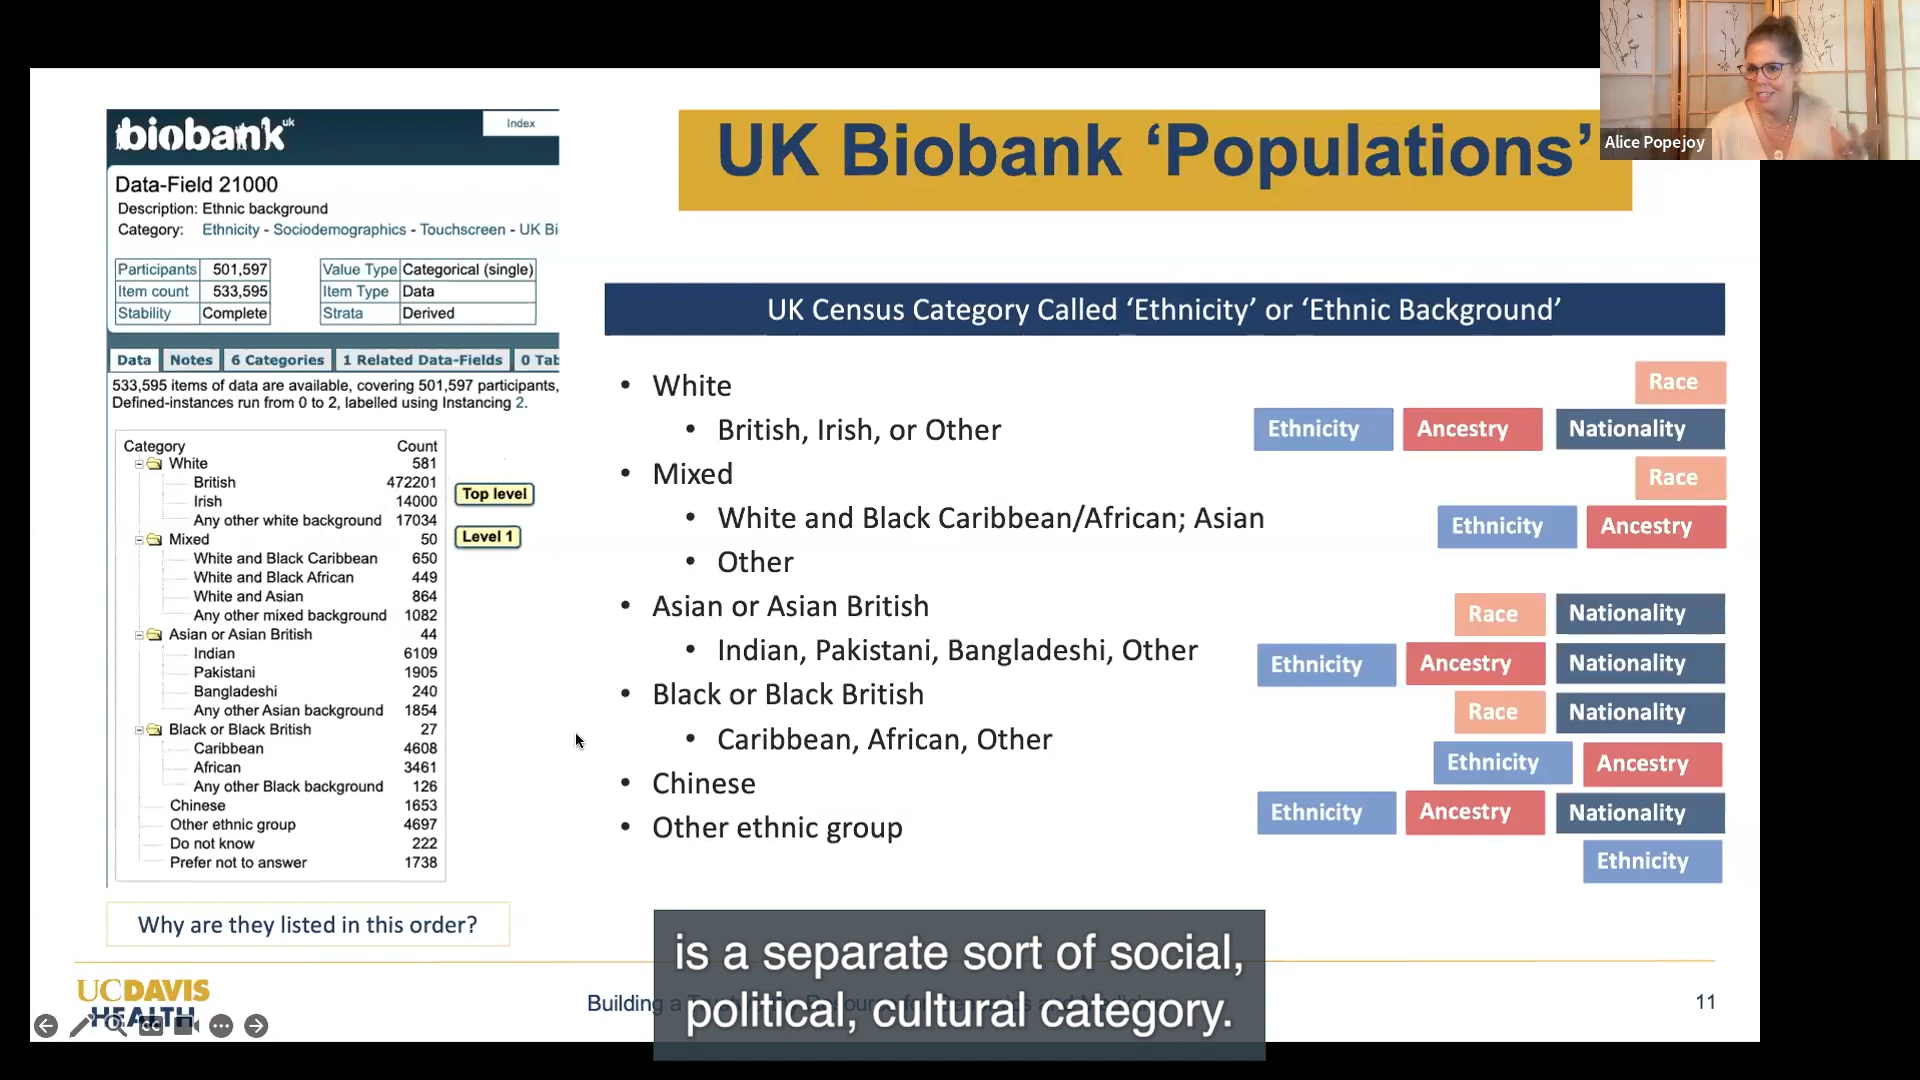 Alice Popejoy
biobank uk
Index
UK Biobank ‘Populations’
Data-Field 21000
Description: Ethnic background
Category: Ethnicity - Sociodemographics - Touchscreen - UK Bi
Participants 501,597
Item count 533,595
Stability Complete
Value Type Categorical (single)
Item Type Data
Strata Derived
Data Notes 6 Categories 1 Related Data-Fields 0 Tab
533,595 items of data are available, covering 501,597 participants,
Defined-instances run from 0 to 2, labelled using Instancing 2.
Category Count
White 581
British 472201
Irish 14000
Any other white background 17034
Mixed 50
White and Black Caribbean 650
White and Black African 449
White and Asian 864
Any other mixed background 1082
Asian or Asian British 44
Indian 6109
Pakistani 1905
Bangladeshi 240
Any other Asian background 1854
Black or Black British 27
Caribbean 4608
African 3461
Any other Black background 126
Chinese 1653
Other ethnic group 4697
Do not know 222
Prefer not to answer 1738
Top level
Level 1
Why are they listed in this order?
UK Census Category Called ‘Ethnicity’ or ‘Ethnic Background’
• White
Race
• British, Irish, or Other
Ethnicity Ancestry Nationality
• Mixed
Race
• White and Black Caribbean/African; Asian
Ethnicity Ancestry
• Other
• Asian or Asian British
Race Nationality
• Indian, Pakistani, Bangladeshi, Other
Ethnicity Ancestry Nationality
• Black or Black British
Race Nationality
• Caribbean, African, Other
Ethnicity Ancestry
• Chinese
Ethnicity Ancestry Nationality
• Other ethnic group
Ethnicity
is a separate sort of social,
political, cultural category.
UCDAVIS
HEALTH
Building a
11